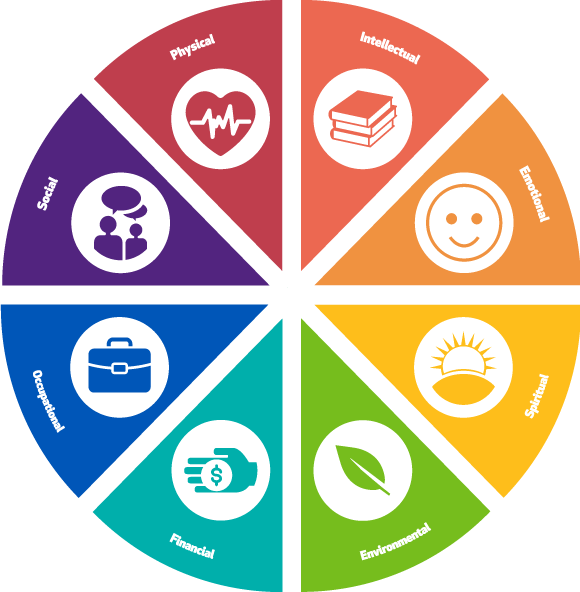 Physical
Intellectual
Social
Emotional
Occupational
Spiritual
$
Financial
Environmental